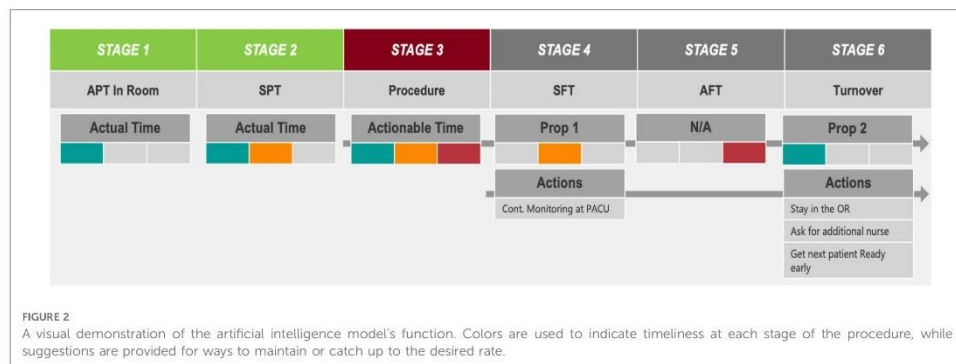 STAGE 1 STAGE 2 STAGE 3 STAGE 4 STAGE 5 STAGE 6
APT In Room SPT Procedure SFT AFT Turnover
Actual Time Actual Time Actionable Time Prop 1 N/A Prop 2
Actions Actions
Cont. Monitoring at PACU Stay in the OR
Ask for additional nurse
Get next patient Ready
early
FIGURE 2
A visual demonstration of the artificial intelligence model's function. Colors are used to indicate timeliness at each stage of the procedure, while
suggestions are provided for ways to maintain or catch up to the desired rate.